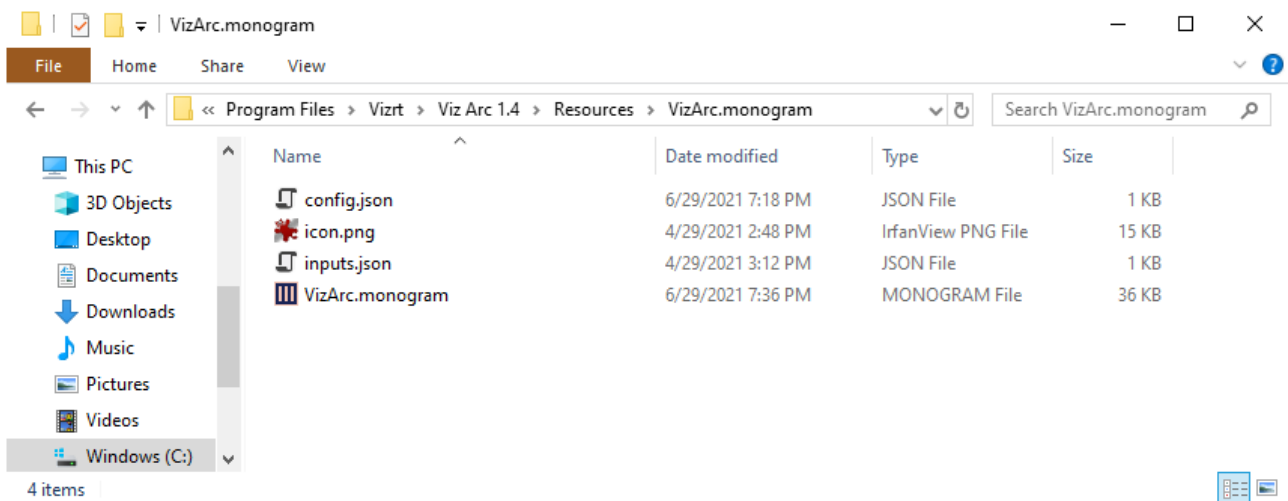 VizArc.monogram
File Home Share View
« Program Files > Vizrt > Viz Arc 1.4 > Resources > VizArc.monogram Search VizArc.monogram
This PC
3D Objects
Desktop
Documents
Downloads
Music
Pictures
Videos
Windows (C:)
Name Date modified Type Size
config.json 6/29/2021 7:18 PM JSON File 1 KB
icon.png 4/29/2021 2:48 PM IrfanView PNG File 15 KB
inputs.json 4/29/2021 3:12 PM JSON File 1 KB
VizArc.monogram 6/29/2021 7:36 PM MONOGRAM File 36 KB
4 items